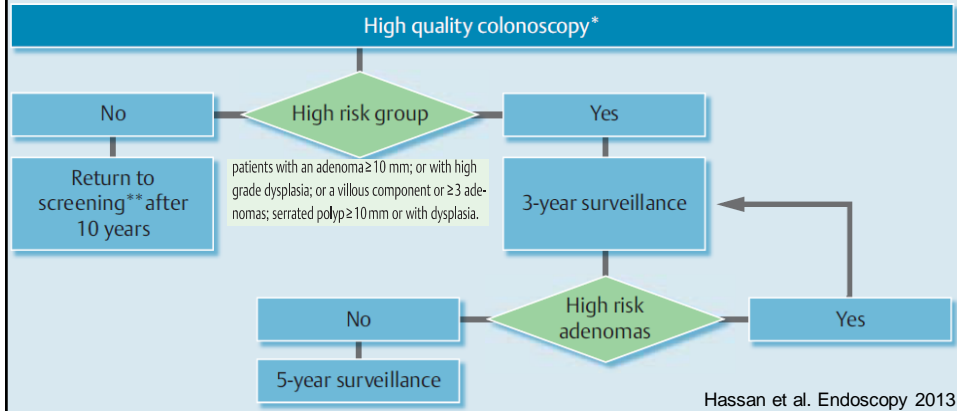 High quality colonoscopy*
No
High risk group
Yes
patients with an adenoma≥10 mm; or with high
grade dysplasia; or a villous component or ≥3 ade-
nomas; serrated polyp≥10 mm or with dysplasia.
Return to
screening** after
10 years
3-year surveillance
No
High risk
adenomas
Yes
5-year surveillance
Hassan et al. Endoscopy 2013